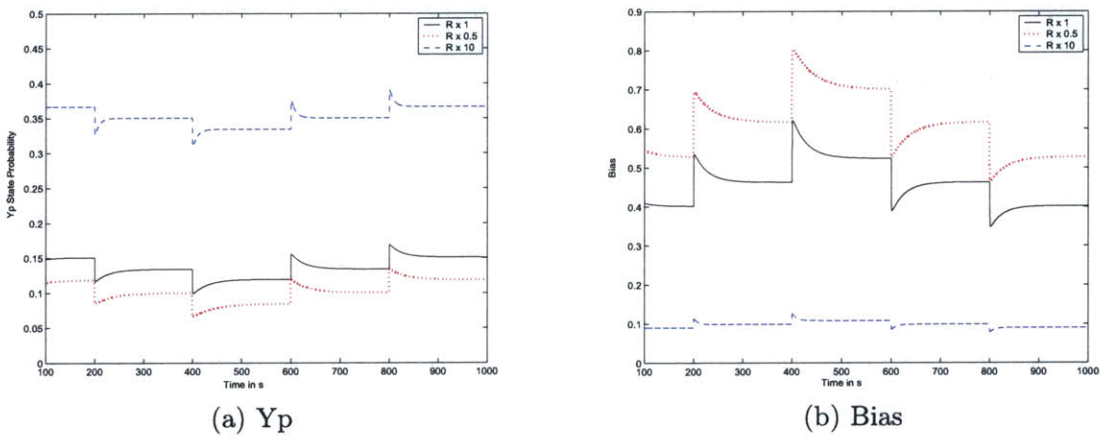 0.5
0.45
0.4
0.35
0.3
0.25
0.2
0.15
0.1
0.05
0
Yp State Probability
R x 1
R x 0.5
R x 10
100 200 300 400 500 600 700 800 900 1000
Time in s
(a) Yp
0.9
0.8
0.7
0.6
0.5
0.4
0.3
0.2
0.1
0
Bias
R x 1
R x 0.5
R x 10
100 200 300 400 500 600 700 800 900 1000
Time in s
(b) Bias